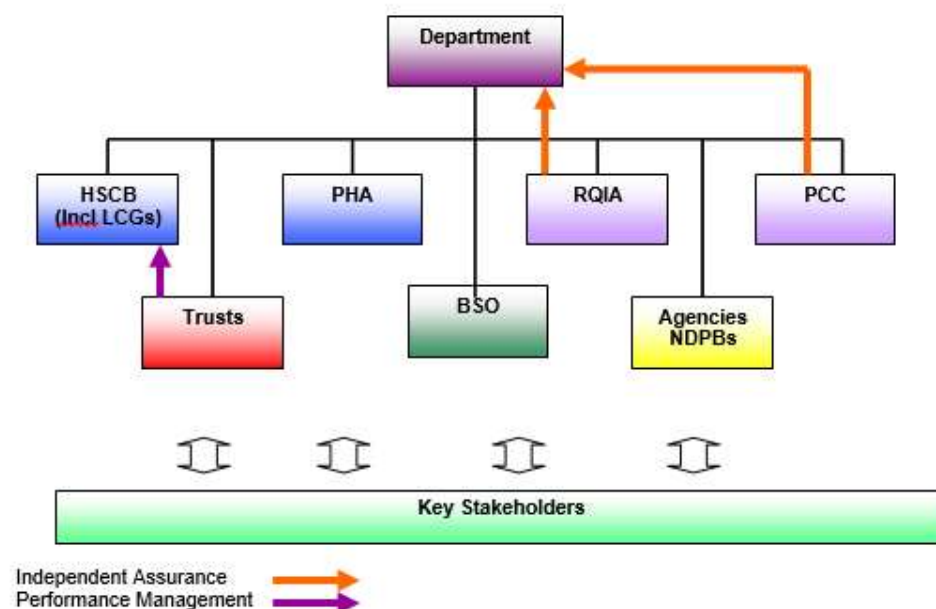 Department
HSCB
(Incl LCGs)
PHA
RQIA
PCC
Trusts
BSO
Agencies
NDPBs
Key Stakeholders
Independent Assurance
Performance Management